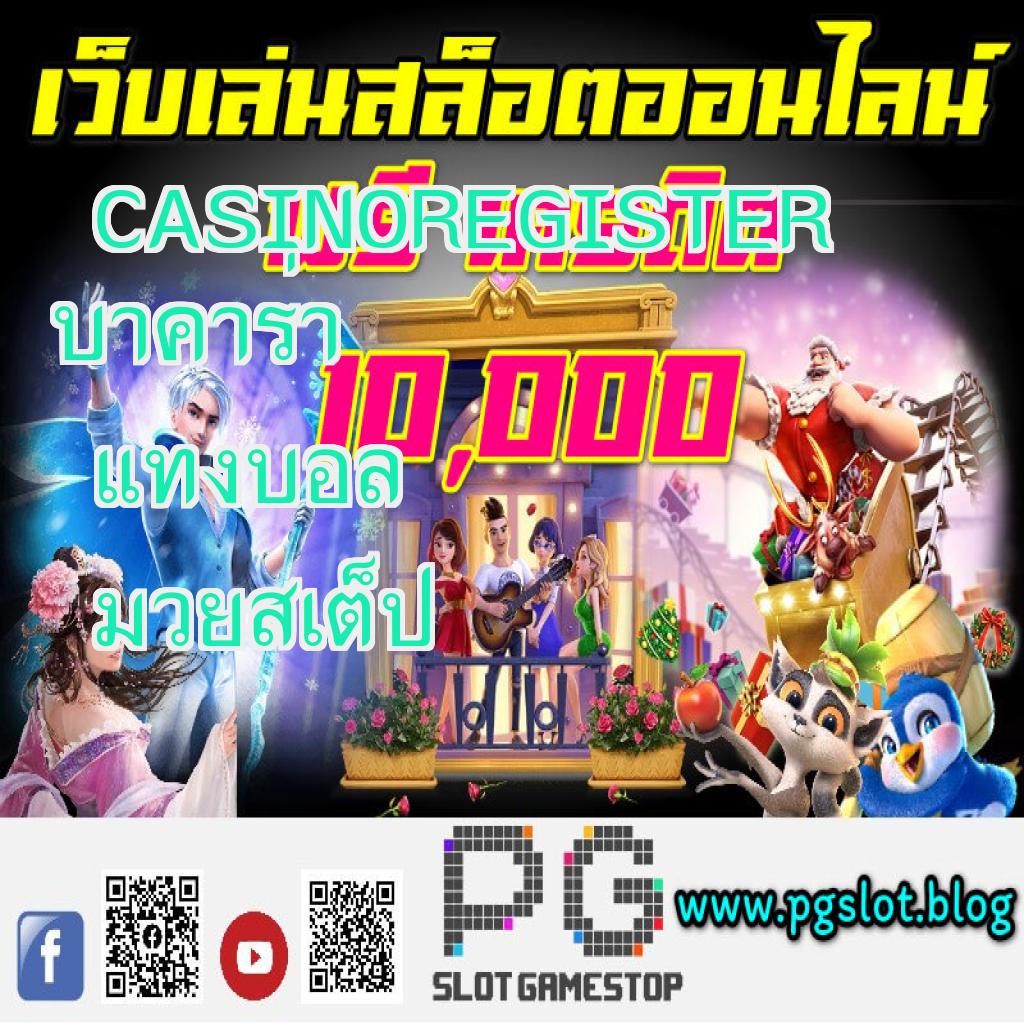 เว็บเล่นสล็อตออนไลน์
CASINOREGISTER
บาคารา
10,000
แทงบอล
มวยสเต็ป
PG
www.pgslot.blog
SLOT GAMESTOP